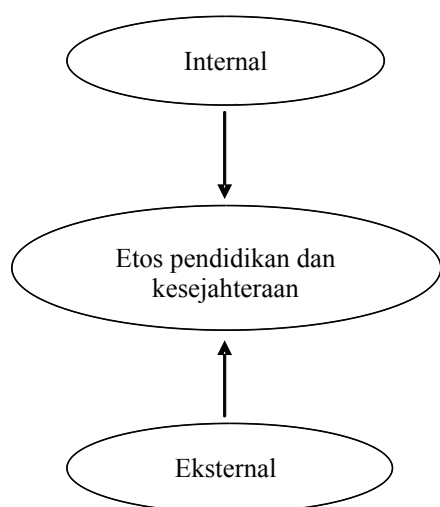 Internal
Etos pendidikan dan
kesejahteraan
Eksternal